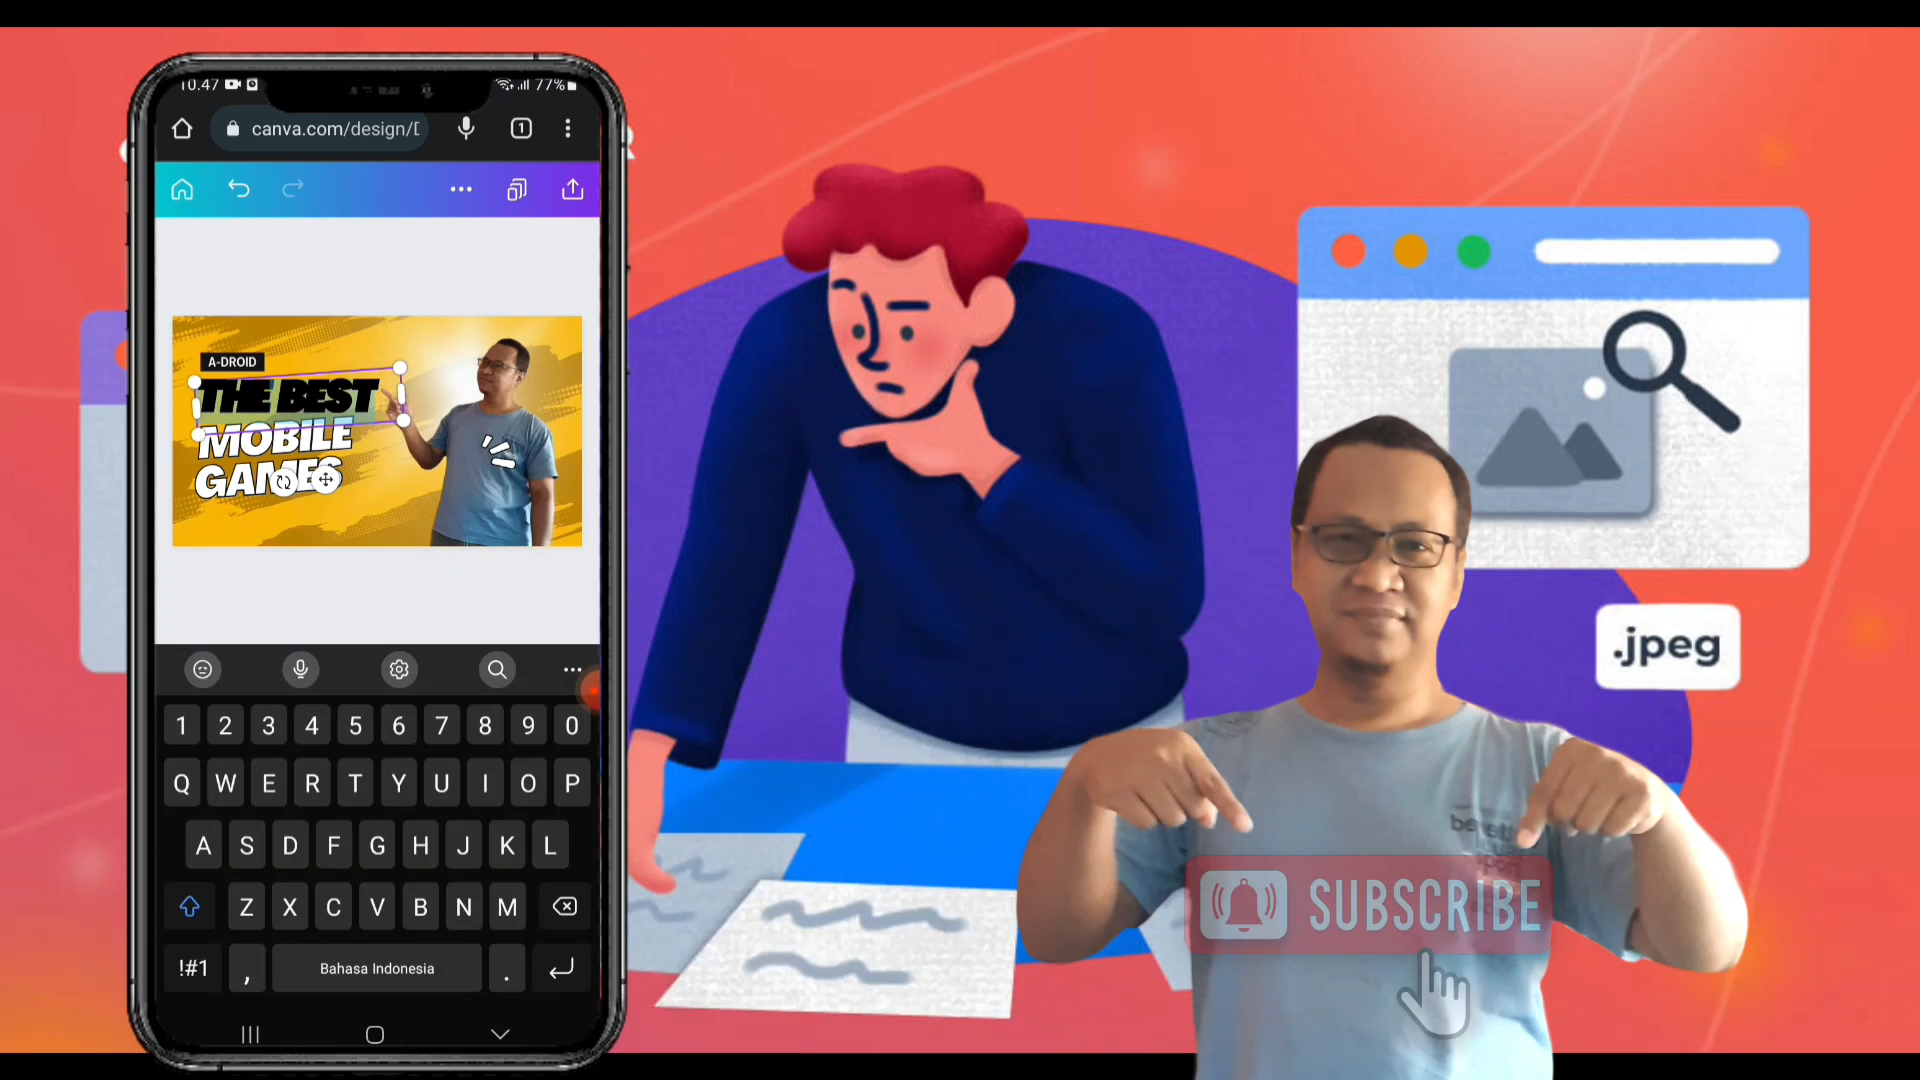 10.47
77%
canva.com/design/D
1
A-DROID
THE BEST
MOBILE
GAMES
1 2 3 4 5 6 7 8 9 0
Q W E R T Y U I O P
A S D F G H J K L
Z X C V B N M
!#1 , Bahasa Indonesia .
.jpeg
SUBSCRIBE